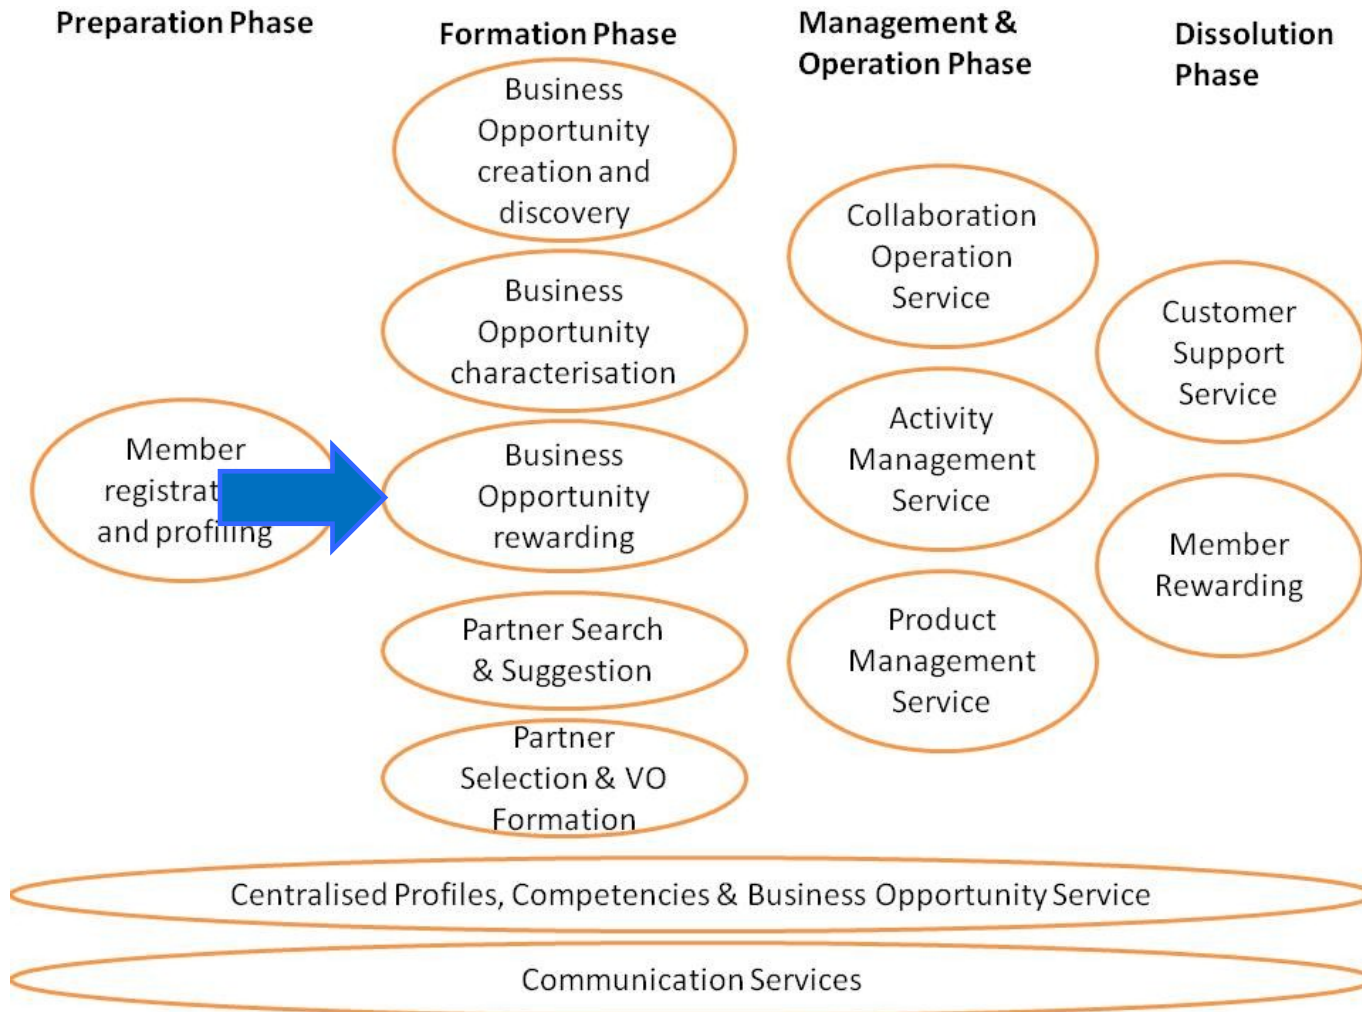 Preparation Phase
Formation Phase
Management &
Operation Phase
Dissolution
Phase
Member
and profiling
Business
Opportunity
creation and
discovery
Business
Opportunity
characterisation
Business
Opportunity
rewarding
Partner Search
& Suggestion
Partner
Selection & VO
Formation
Collaboration
Operation
Service
Activity
Management
Service
Product
Management
Service
Customer
Support
Service
Member
Rewarding
Centralised Profiles, Competencies & Business Opportunity Service
Communication Services